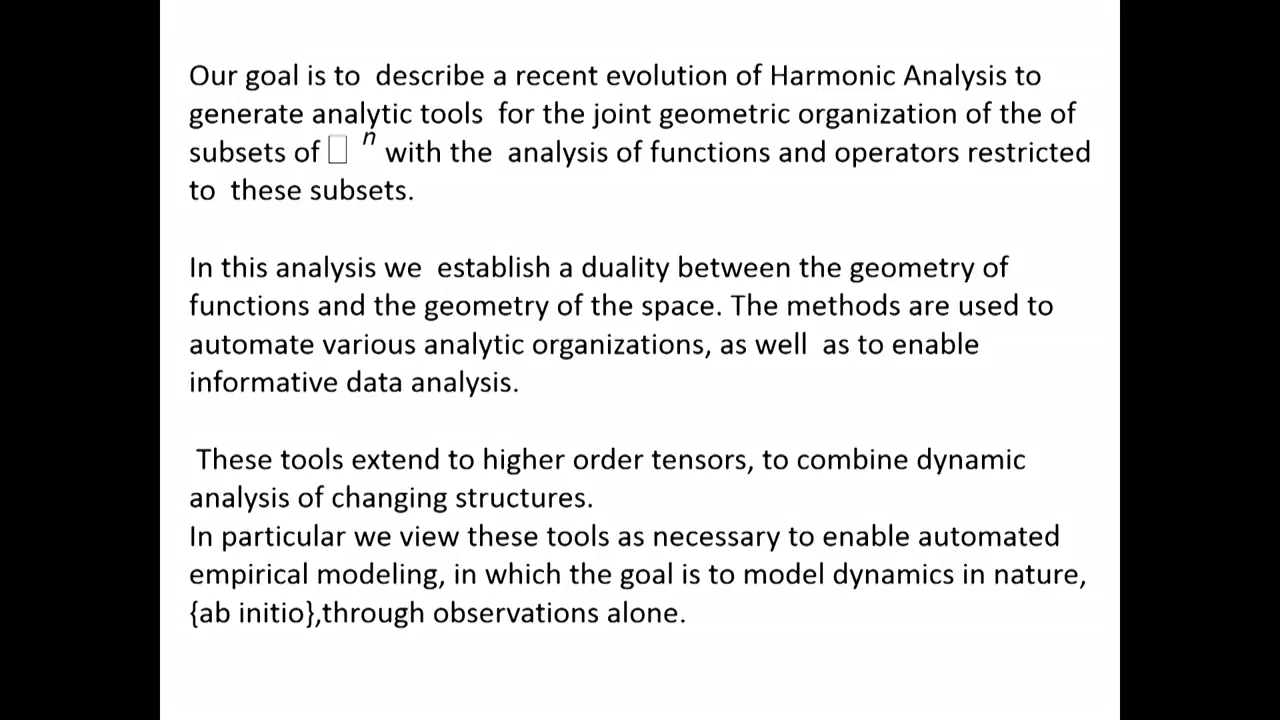 Our goal is to describe a recent evolution of Harmonic Analysis to
generate analytic tools for the joint geometric organization of the of
subsets of □ n with the analysis of functions and operators restricted
to these subsets.
In this analysis we establish a duality between the geometry of
functions and the geometry of the space. The methods are used to
automate various analytic organizations, as well as to enable
informative data analysis.
These tools extend to higher order tensors, to combine dynamic
analysis of changing structures.
In particular we view these tools as necessary to enable automated
empirical modeling, in which the goal is to model dynamics in nature,
{ab initio},through observations alone.